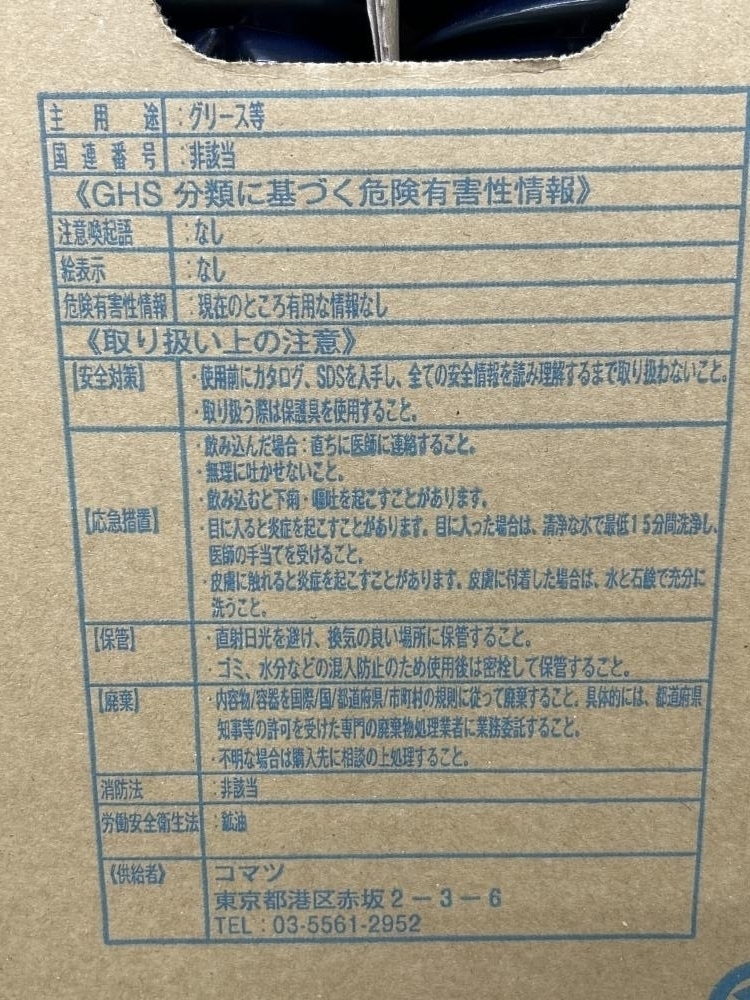 主用途：グリース等
国連番号：非該当
《GHS 分類に基づく危険有害性情報》
注意喚起語：なし
絵表示：なし
危険有害性情報：現在のところ有用な情報なし
《取り扱い上の注意》
【安全対策】・使用前にカタログ、SDSを入手し、全ての安全情報を読み理解するまで取り扱わないこと。
・取り扱う際は保護具を使用すること。
【応急措置】・飲み込んだ場合：直ちに医師に連絡すること。
・無理に吐かせないこと。
・飲み込むと下痢・嘔吐を起こすことがあります。
・目に入ると炎症を起こすことがあります。目に入った場合は、清浄な水で最低15分間洗浄し、
医師の手当てを受けること。
・皮膚に触れると炎症を起こすことがあります。皮膚に付着した場合は、水と石鹸で充分に
洗うこと。
【保管】・直射日光を避け、換気の良い場所に保管すること。
・ゴミ、水分などの混入防止のため使用後は密栓して保管すること。
【廃棄】・内容物/容器を国際/国/都道府県/市町村の規則に従って廃棄すること。具体的には、都道府県
知事等の許可を受けた専門の廃棄物処理業者に業務委託すること。
・不明な場合は購入先に相談の上処理すること。
消防法：非該当
労働安全衛生法：鉱油
《供給者》コマツ
東京都港区赤坂2－3－6
TEL：03-5561-2952